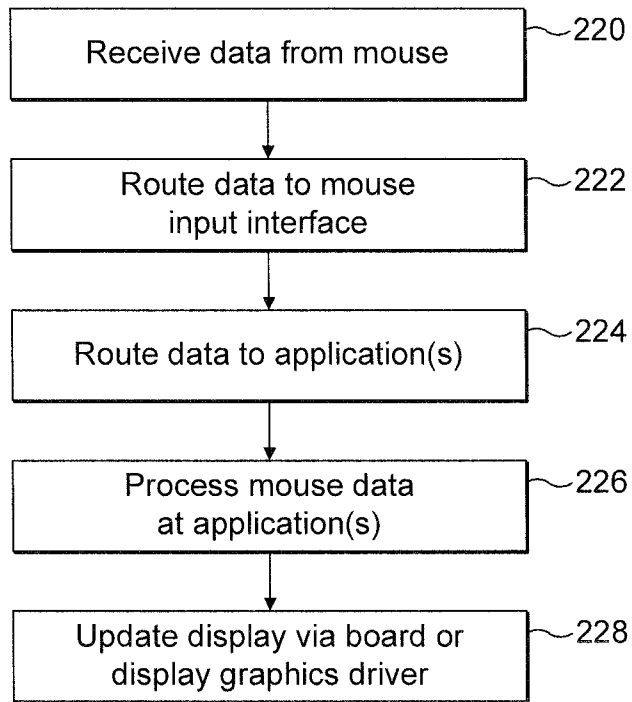 Receive data from mouse
220
Route data to mouse
input interface
222
Route data to application(s)
224
Process mouse data
at application(s)
226
Update display via board or
display graphics driver
228